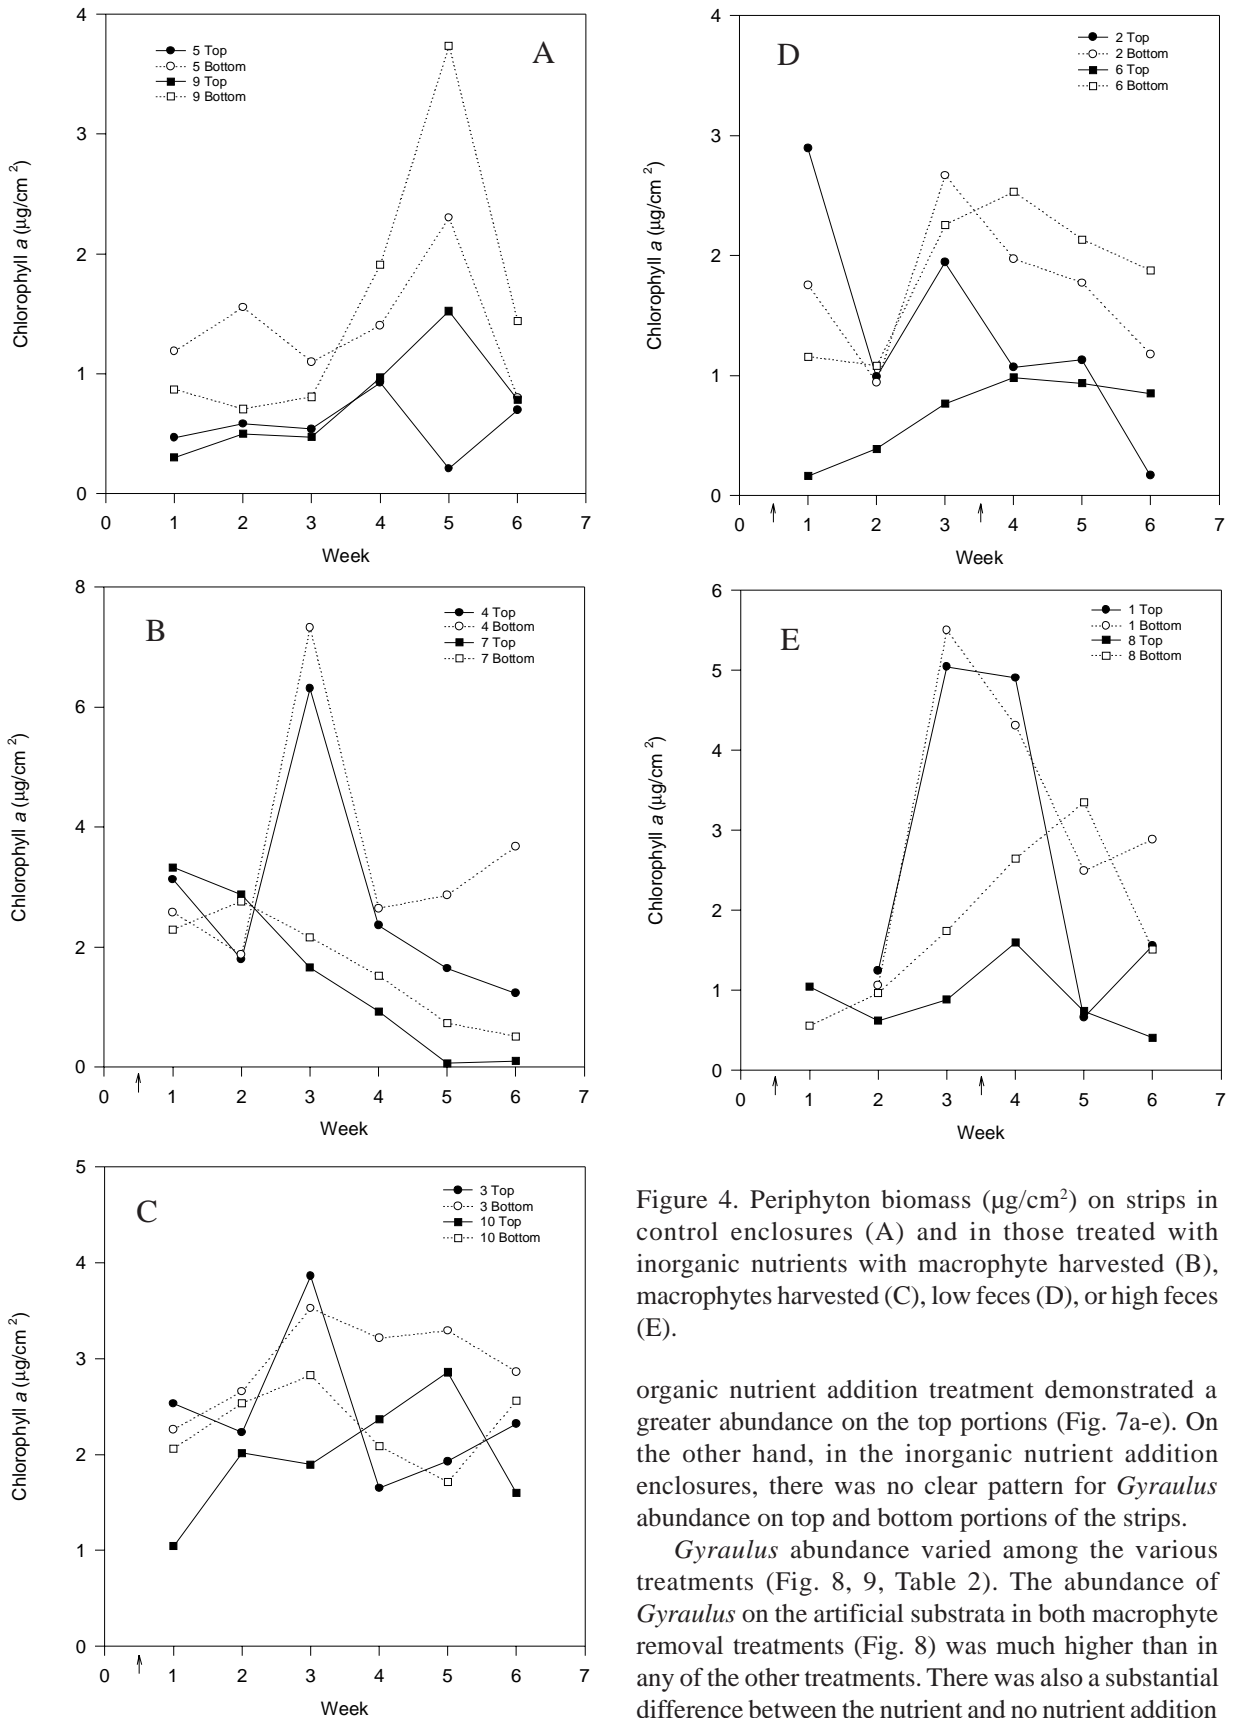 A
5 Top
5 Bottom
9 Top
9 Bottom
Chlorophyll a (μg/cm²)
4
3
2
1
0
0 1 2 3 4 5 6 7
Week
B
4 Top
4 Bottom
7 Top
7 Bottom
Chlorophyll a (μg/cm²)
8
6
4
2
0
0 1 2 3 4 5 6 7
Week
C
3 Top
3 Bottom
10 Top
10 Bottom
Chlorophyll a (μg/cm²)
5
4
3
2
1
0
0 1 2 3 4 5 6 7
Week
D
2 Top
2 Bottom
6 Top
6 Bottom
Chlorophyll a (μg/cm²)
4
3
2
1
0
0 1 2 3 4 5 6 7
Week
E
1 Top
1 Bottom
8 Top
8 Bottom
Chlorophyll a (μg/cm²)
6
5
4
3
2
1
0
0 1 2 3 4 5 6 7
Week
Figure 4. Periphyton biomass (μg/cm²) on strips in
control enclosures (A) and in those treated with
inorganic nutrients with macrophyte harvested (B),
macrophytes harvested (C), low feces (D), or high feces
(E).
organic nutrient addition treatment demonstrated a
greater abundance on the top portions (Fig. 7a-e). On
the other hand, in the inorganic nutrient addition
enclosures, there was no clear pattern for Gyraulus
abundance on top and bottom portions of the strips.
Gyraulus abundance varied among the various
treatments (Fig. 8, 9, Table 2). The abundance of
Gyraulus on the artificial substrata in both macrophyte
removal treatments (Fig. 8) was much higher than in
any of the other treatments. There was also a substantial
difference between the nutrient and no nutrient addition